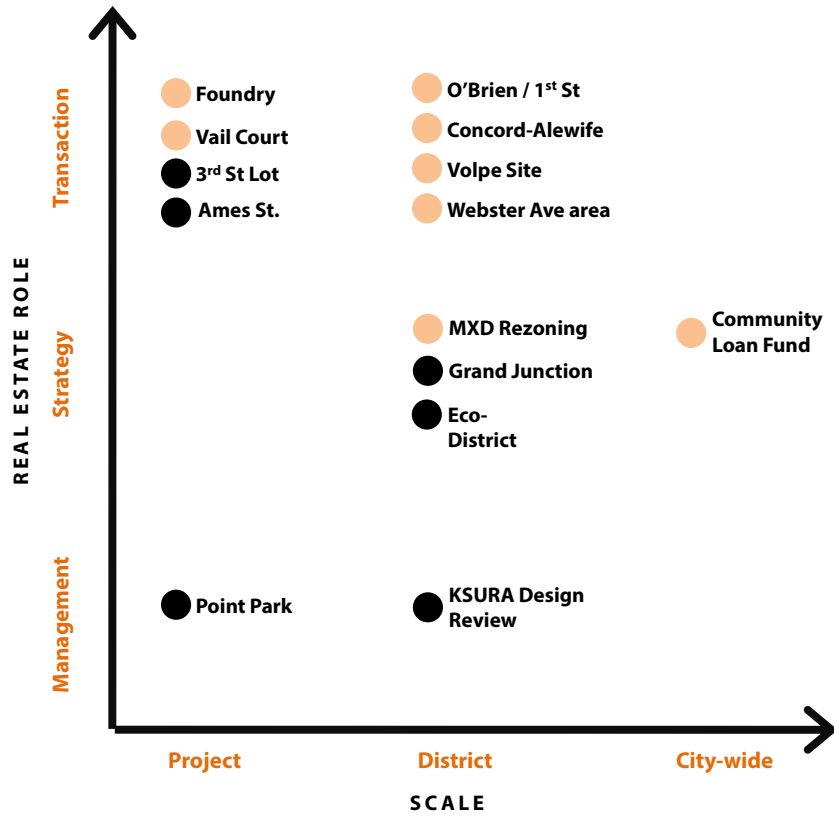 REAL ESTATE ROLE
Transaction
Strategy
Management
Foundry
Vail Court
3rd St Lot
Ames St.
O’Brien / 1st St
Concord-Alewife
Volpe Site
Webster Ave area
MXD Rezoning
Grand Junction
Eco-
District
Community
Loan Fund
Point Park
KSURA Design
Review
Project
District
City-wide
SCALE